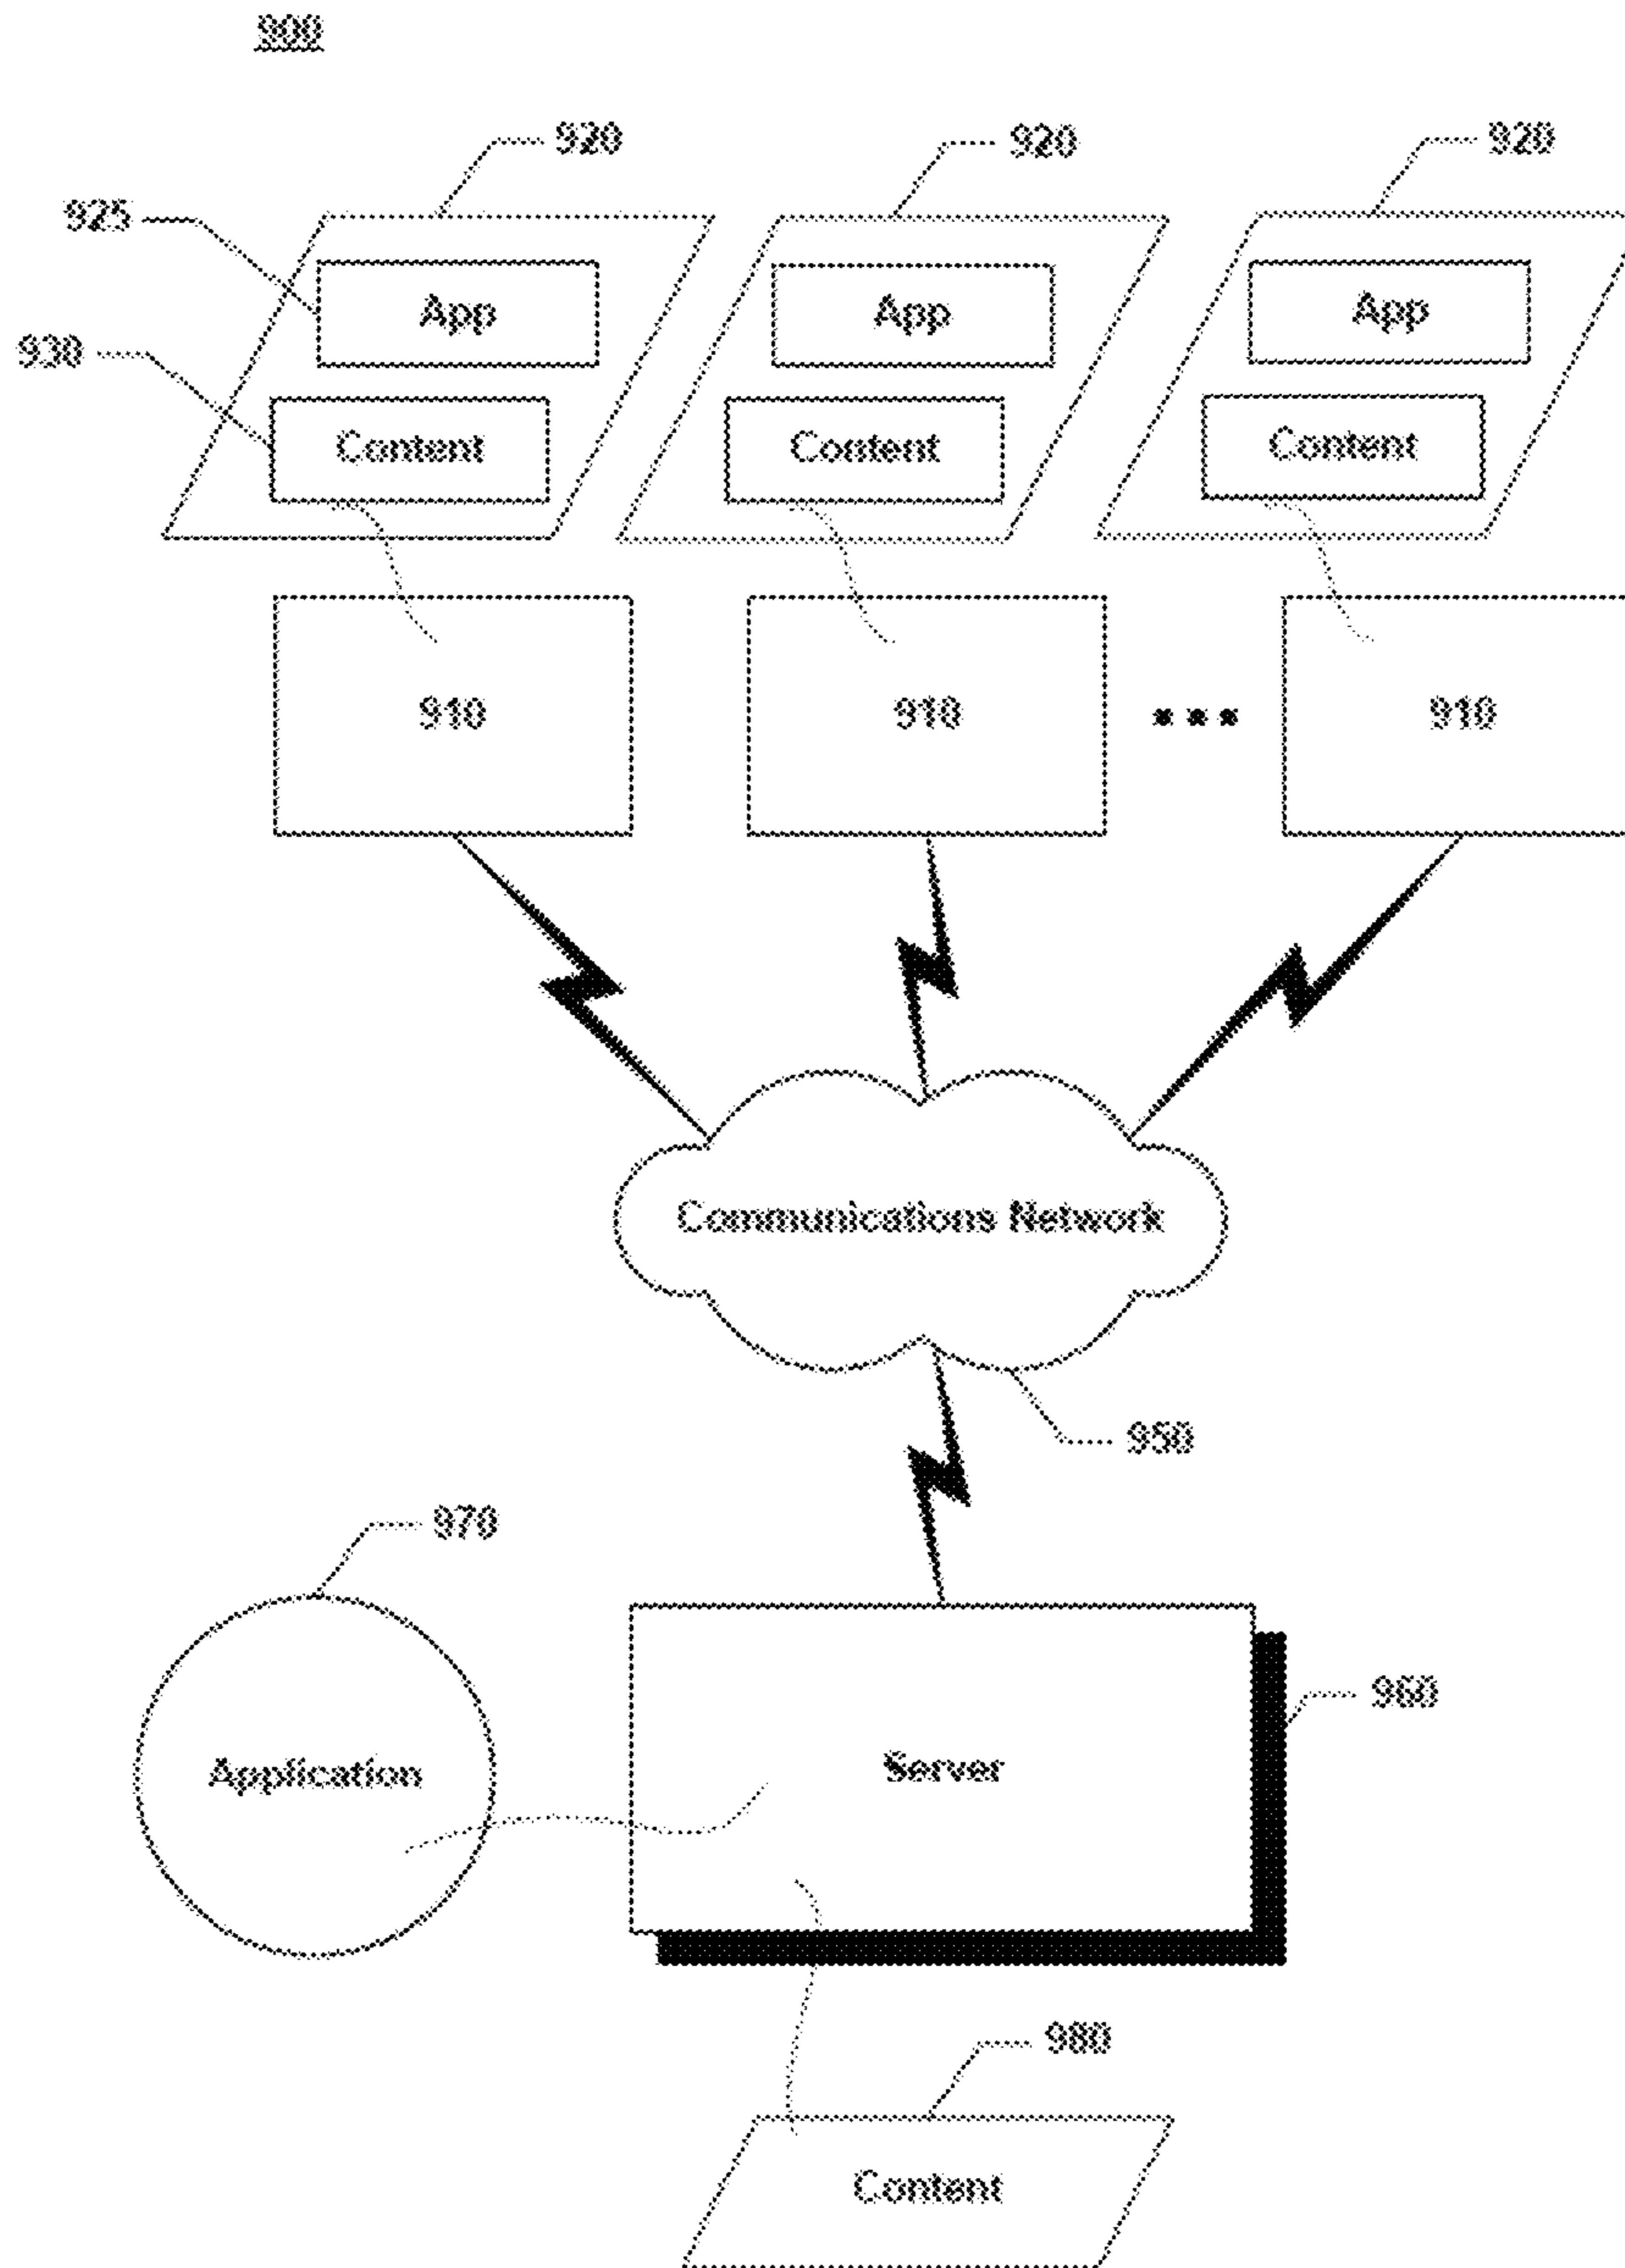 900
920 920 920
925
App App App
930
Content Content Content
910 910 ... 910
Communications Network
950
970
960
Server
Application
980
Content